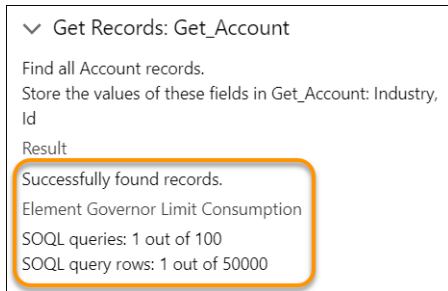 Get Records: Get_Account
Find all Account records.
Store the values of these fields in Get_Account: Industry,
Id
Result
Successfully found records.
Element Governor Limit Consumption
SOQL queries: 1 out of 100
SOQL query rows: 1 out of 50000